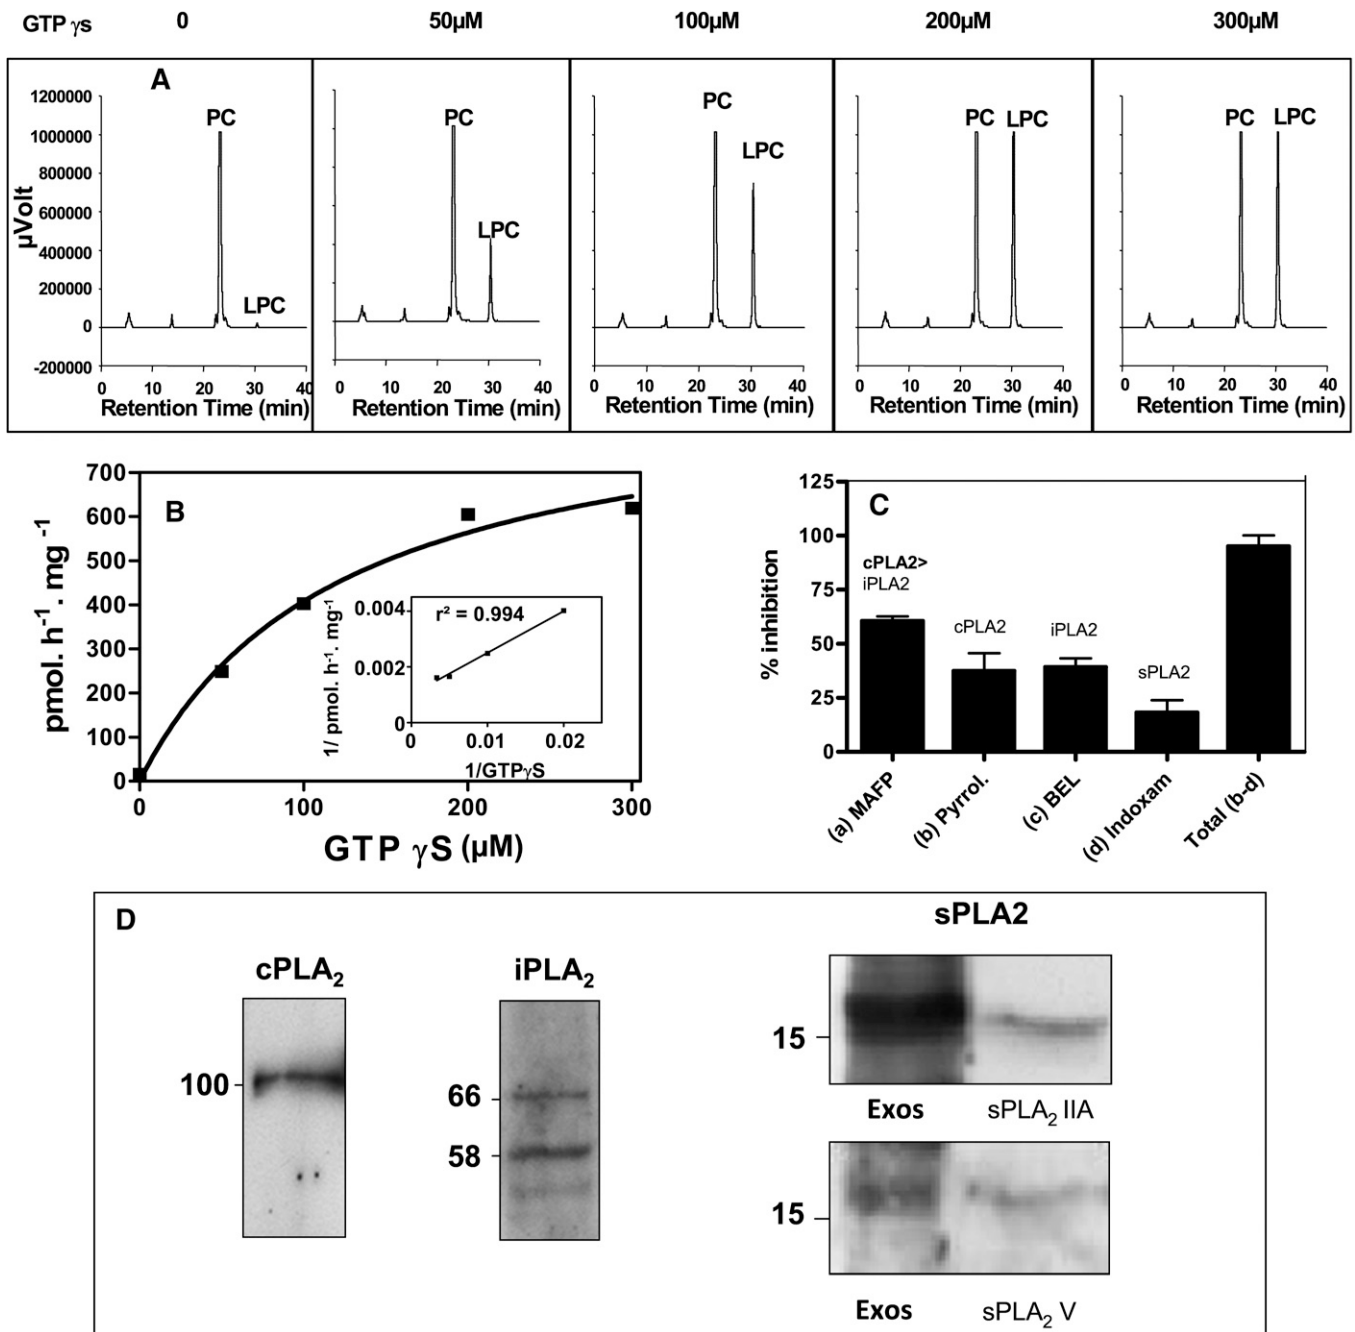 GTP γs 0 50µM 100µM 200µM 300µM
A
µVolt
1200000
1000000
800000
600000
400000
200000
0
-200000
PC
LPC
0 10 20 30 40
Retention Time (min)
PC
LPC
0 10 20 30 40
Retention Time (min)
PC
LPC
0 10 20 30 40
Retention Time (min)
PC LPC
0 10 20 30 40
Retention Time (min)
PC LPC
0 10 20 30 40
Retention Time (min)
B
pmol. h⁻¹. mg⁻¹
700
600
500
400
300
200
100
0
0 100 200 300
GTP γS (µM)
r² = 0.994
1/ pmol. h⁻¹. mg⁻¹
0.004
0.002
0
0 0.01 0.02
1/GTPγS
C
% inhibition
125
100
75
50
25
0
cPLA2>
iPLA2
cPLA2
iPLA2
sPLA2
(a) MAFP
(b) Pyrrol.
(c) BEL
(d) Indoxam
Total (b-d)
D
cPLA₂
100
iPLA₂
66
58
sPLA2
15
Exos sPLA₂ IIA
15
Exos sPLA₂ V